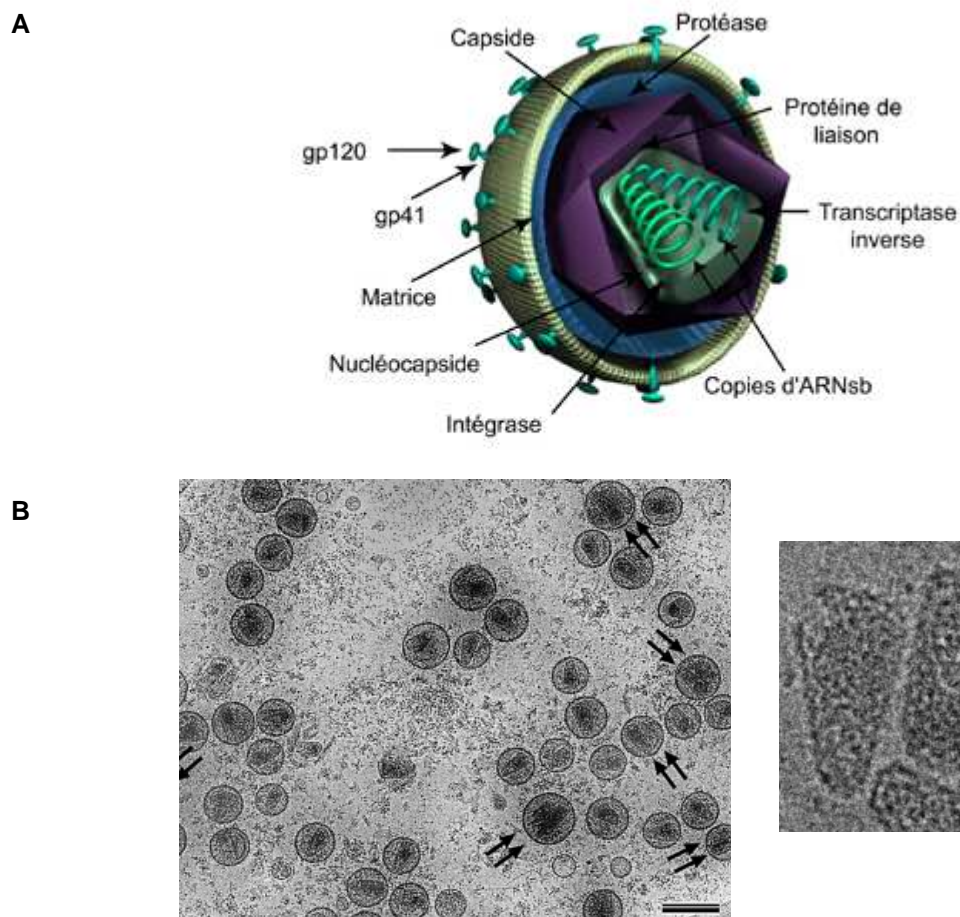 A
Capside
Protéase
Protéine de
liaison
gp120
gp41
Transcriptase
inverse
Matrice
Nucléocapside
Copies d'ARNsb
Intégrase
B